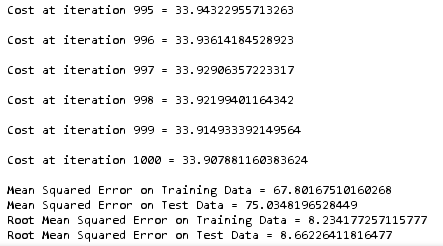 Cost at iteration 995 = 33.94322955713263
Cost at iteration 996 = 33.93614184528923
Cost at iteration 997 = 33.92906357223317
Cost at iteration 998 = 33.92199401164342
Cost at iteration 999 = 33.914933392149564
Cost at iteration 1000 = 33.907881160383624
Mean Squared Error on Training Data = 67.80167510160268
Mean Squared Error on Test Data = 75.0348196528449
Root Mean Squared Error on Training Data = 8.234177257115777
Root Mean Squared Error on Test Data = 8.66226411816477